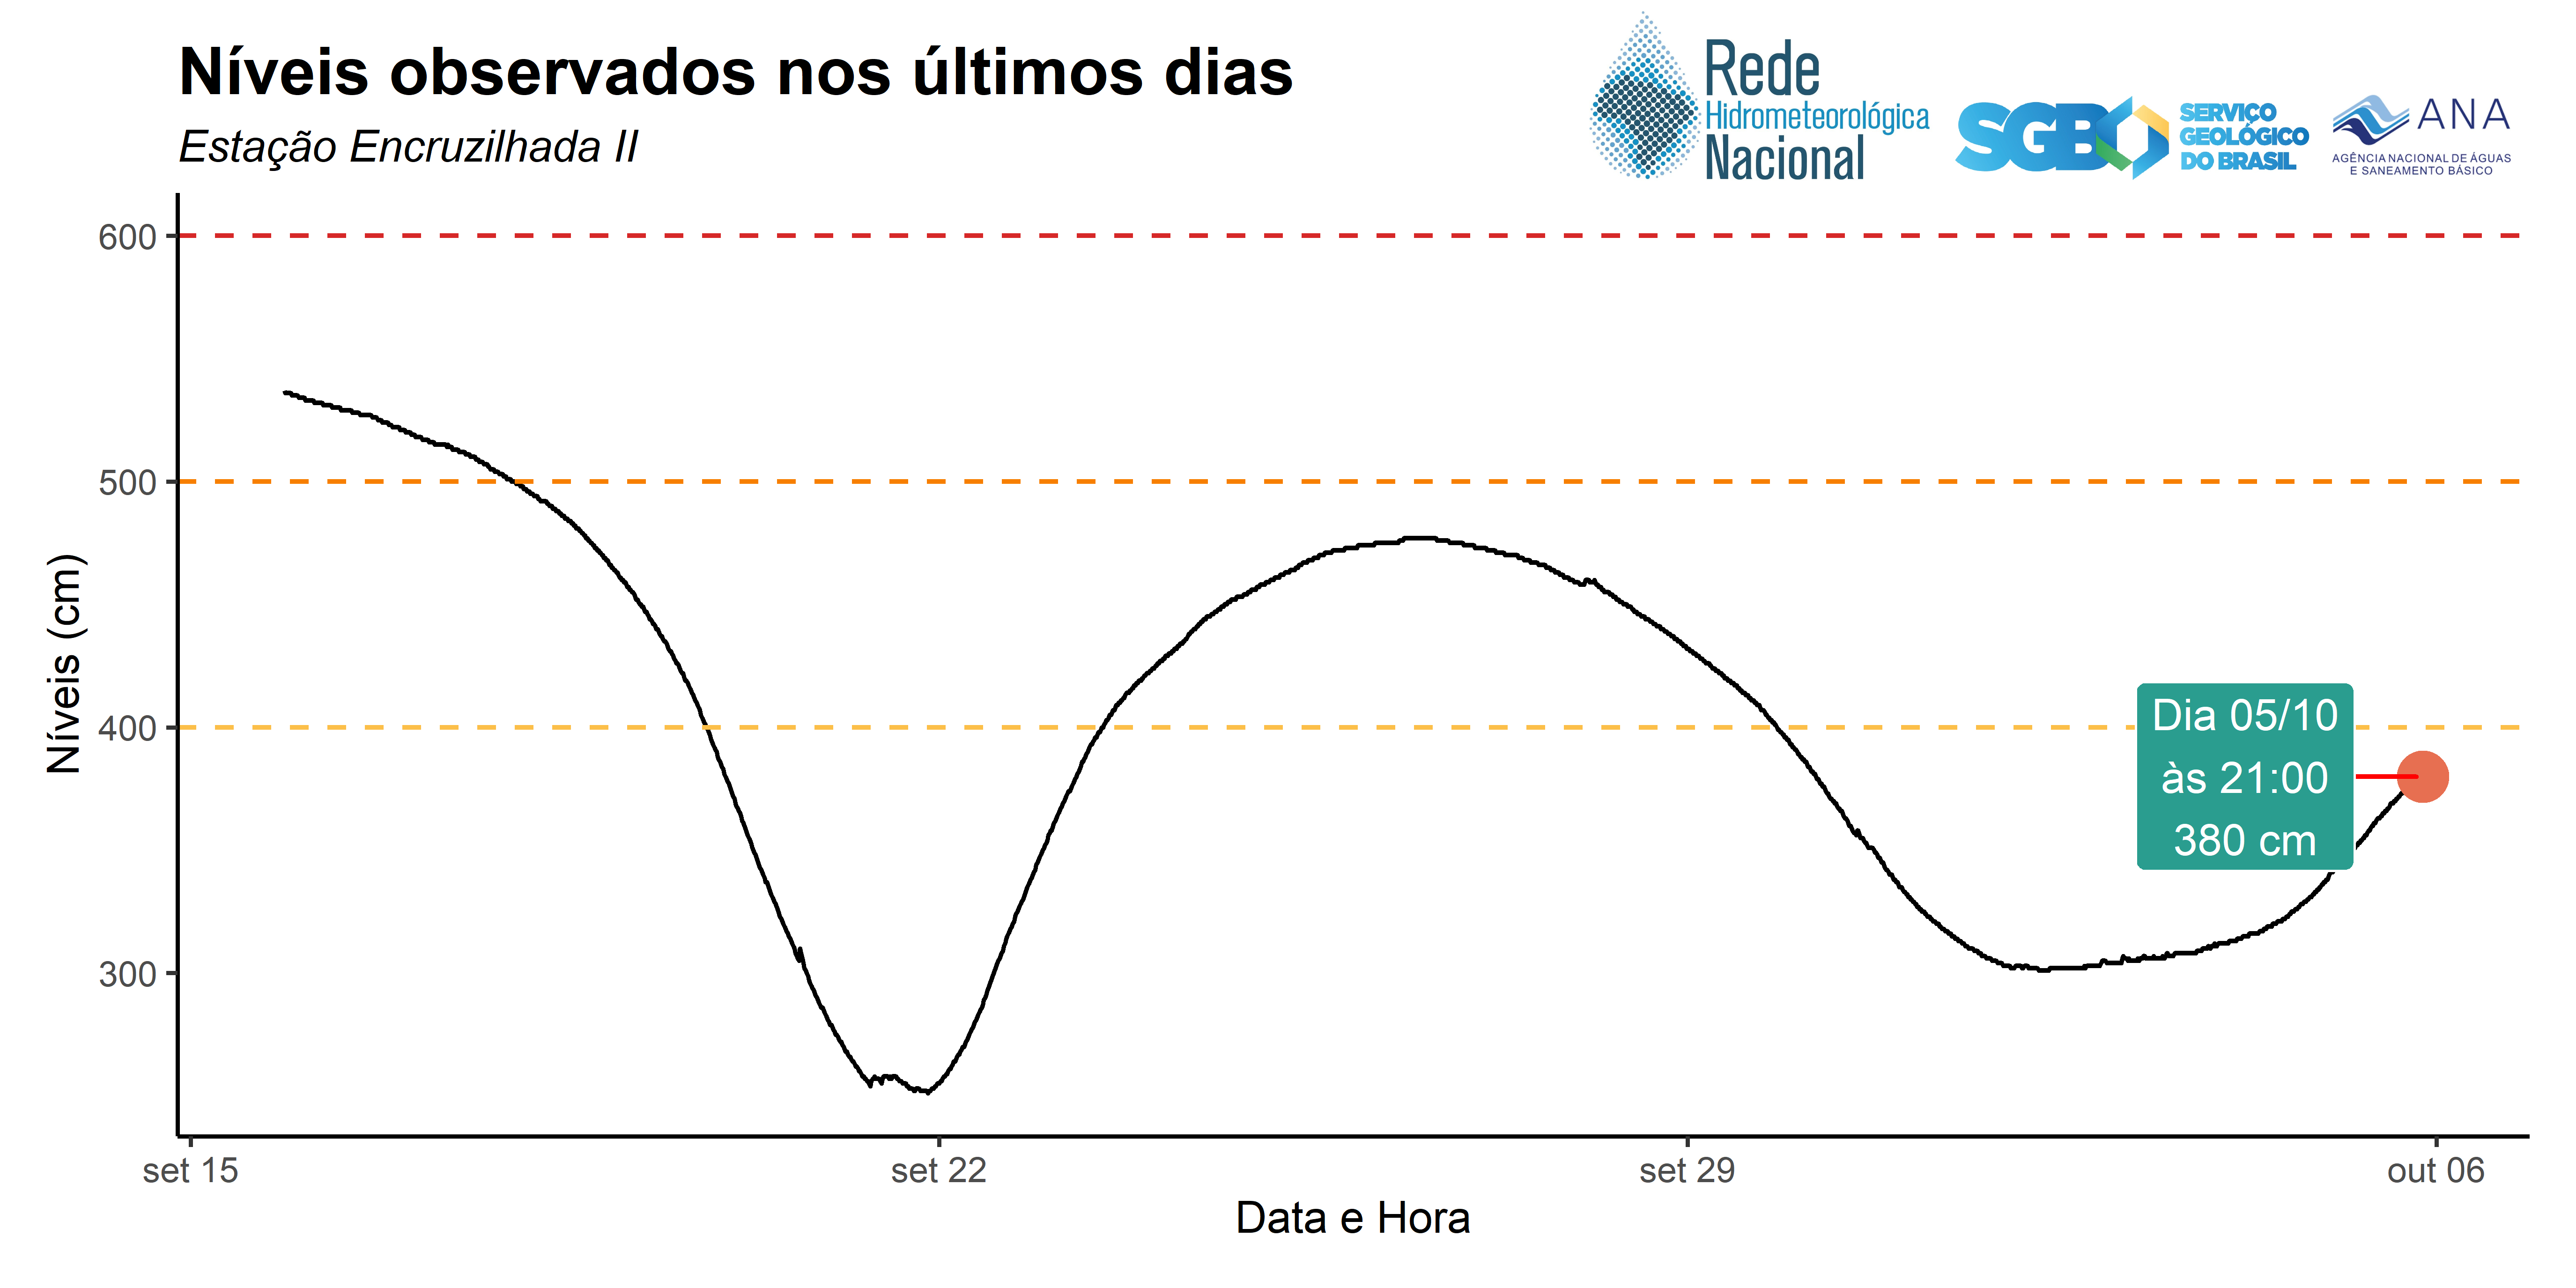 Níveis observados nos últimos dias
Estação Encruzilhada II
Rede
Hidrometeorológica
Nacional
SGB
SERVIÇO
GEOLÓGICO
DO BRASIL
ANA
AGÊNCIA NACIONAL DE ÁGUAS
E SANEAMENTO BÁSICO
Níveis (cm)
600
500
400
300
Dia 05/10
às 21:00
380 cm
set 15
set 22
set 29
out 06
Data e Hora